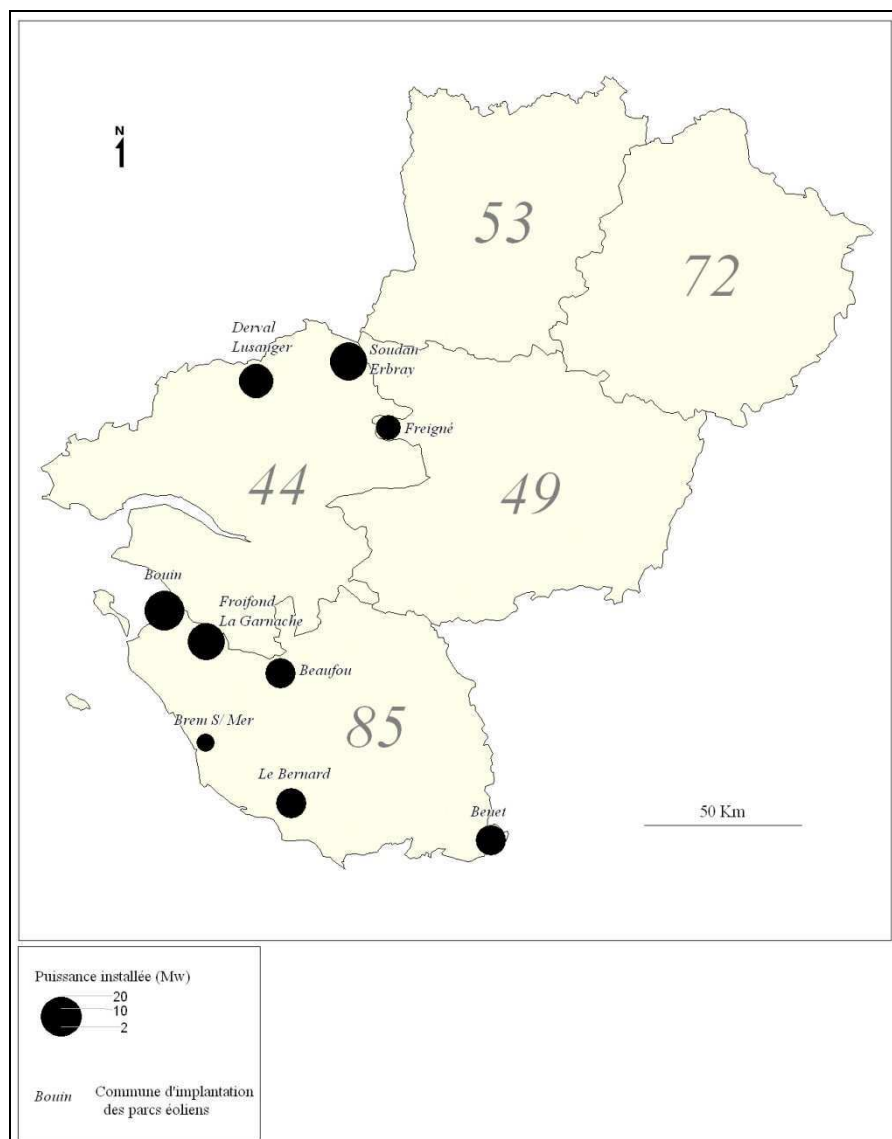 N
53
72
Derval
Lusanger
Soudan
Erbray
Freigné
44
49
Bouin
Froifond
La Garnache
Beaufou
Brem S/ Mer
85
Le Bernard
Benet
50 Km
Puissance installée (Mw)
20
10
2
Bouin
Commune d'implantation
des parcs éoliens